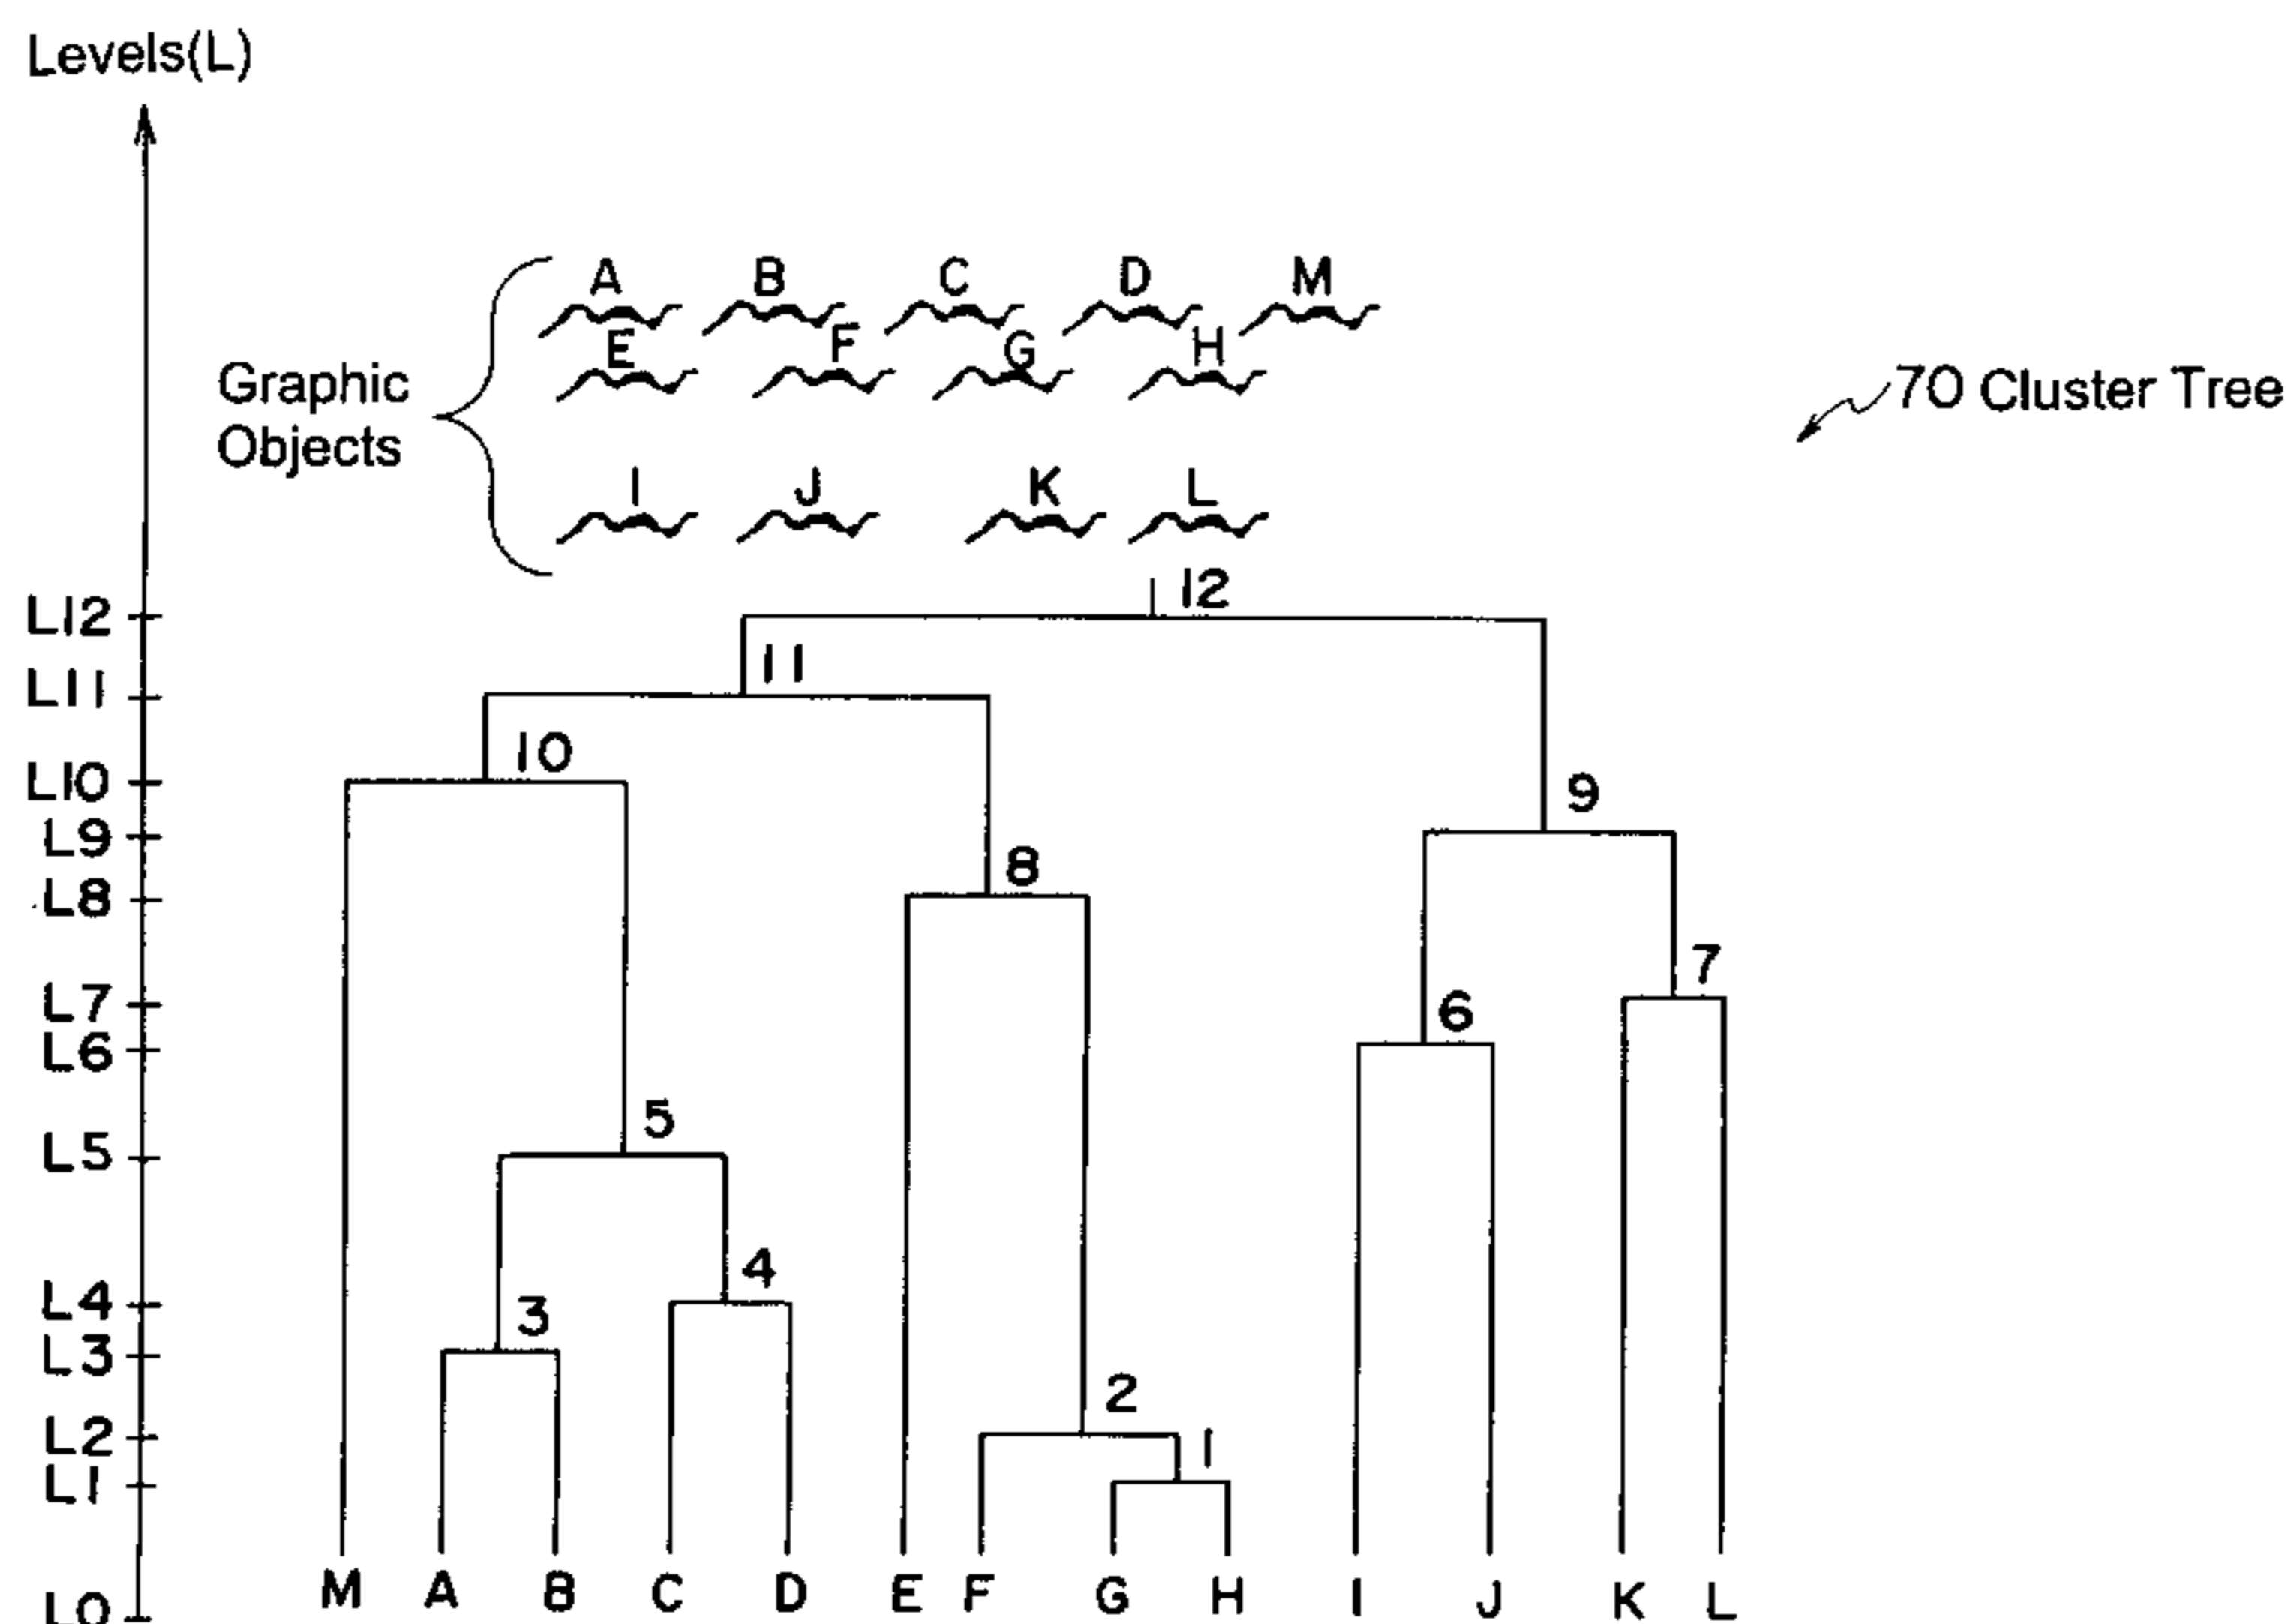 Levels(L)
A B C D M
E F G H
Graphic
Objects
70 Cluster Tree
I J K L
12
L12
11
L11
10
L10
9
L9
8
L8
7
L7
6
L6
5
L5
4
L4
3
L3
2
L2
1
L1
M A B C D E F G H I J K L
L0